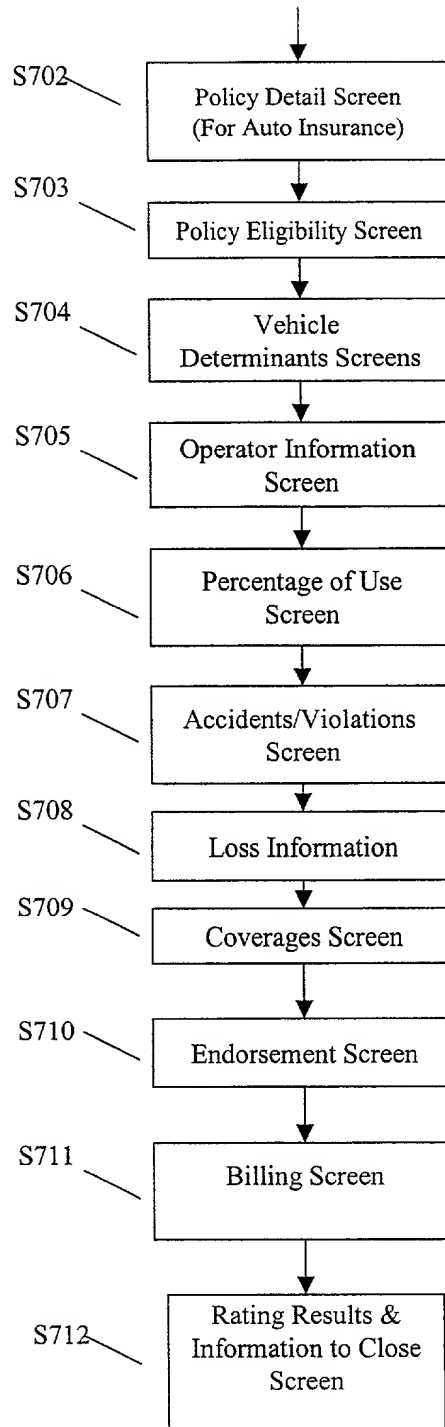 S702
Policy Detail Screen
(For Auto Insurance)
S703
Policy Eligibility Screen
S704
Vehicle
Determinants Screens
S705
Operator Information
Screen
S706
Percentage of Use
Screen
S707
Accidents/Violations
Screen
S708
Loss Information
S709
Coverages Screen
S710
Endorsement Screen
S711
Billing Screen
S712
Rating Results &
Information to Close
Screen